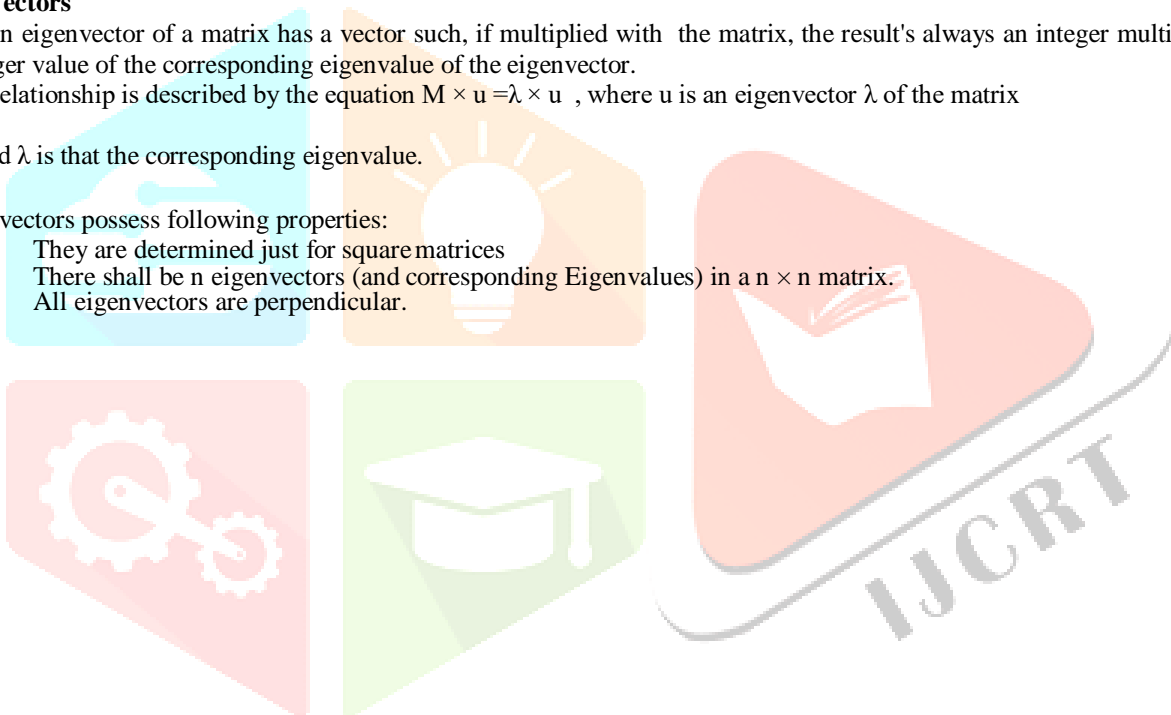 ectors
n eigenvector of a matrix has a vector such, if multiplied with the matrix, the result's always an integer multi
ger value of the corresponding eigenvalue of the eigenvector.
elationship is described by the equation M × u =λ × u , where u is an eigenvector λ of the matrix
d λ is that the corresponding eigenvalue.
vectors possess following properties:
They are determined just for square matrices
There shall be n eigenvectors (and corresponding Eigenvalues) in a n × n matrix.
All eigenvectors are perpendicular.
IJCRT